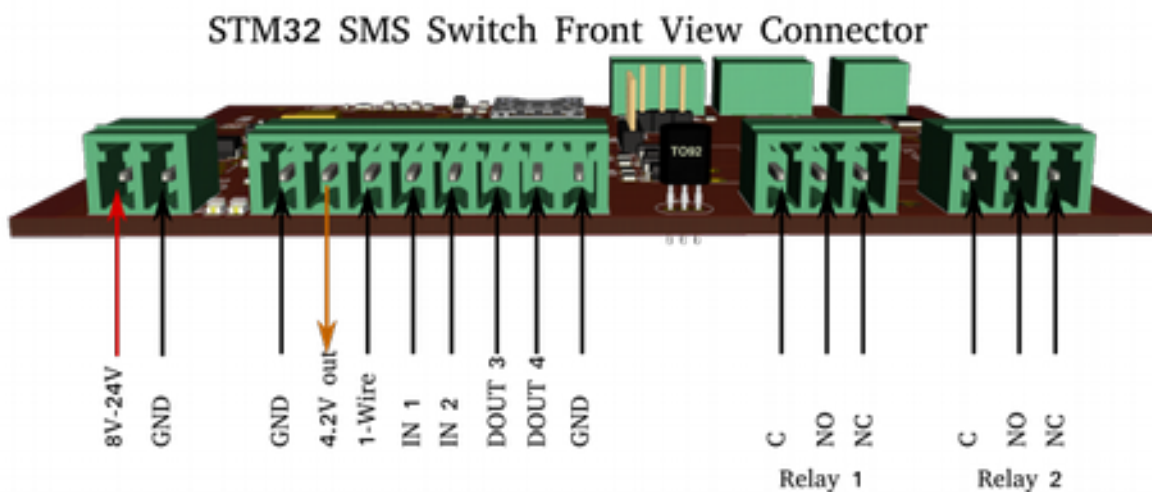 STM32 SMS Switch Front View Connector
TO92
8V-24V
GND
GND
4.2V out
1-Wire
IN 1
IN 2
DOUT 3
DOUT 4
GND
C
NO
NC
C
NO
NC
Relay 1
Relay 2